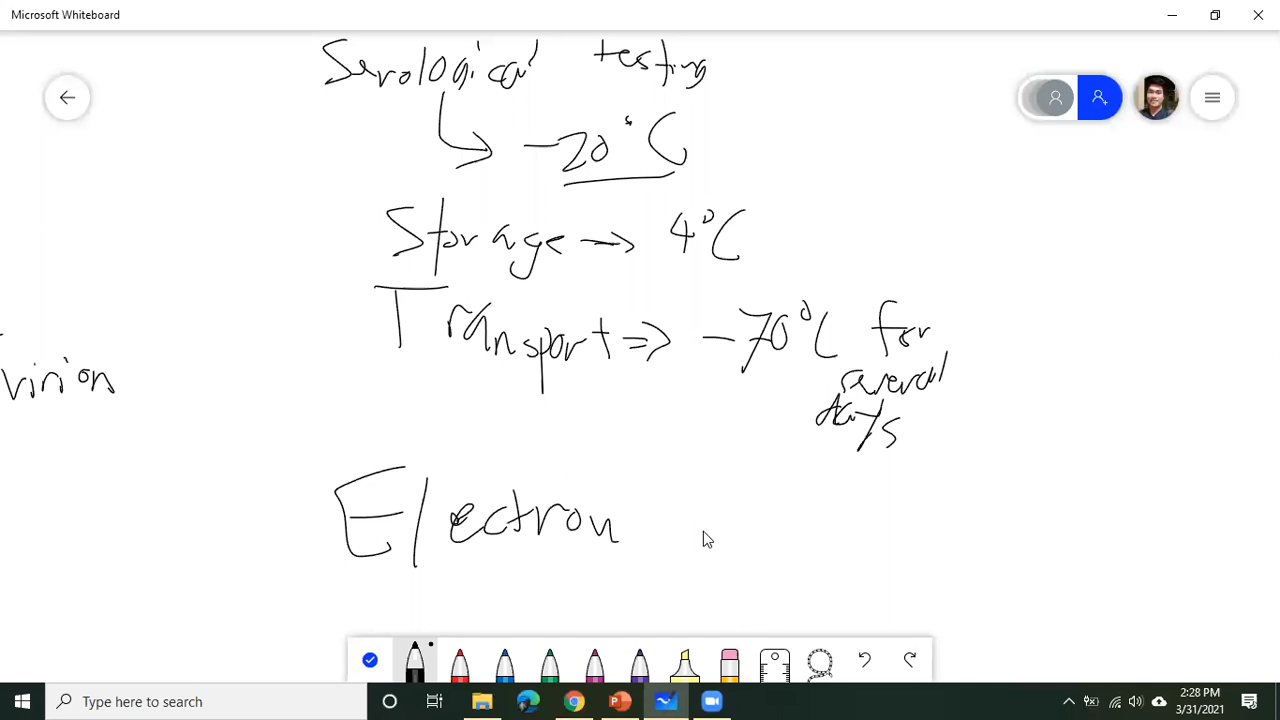 Microsoft Whiteboard
Serological testing
-20°C
Storage → 4°C
Transport ⇒ -70°C for
several
days
virion
Electron
Type here to search
2:28 PM
3/31/2021